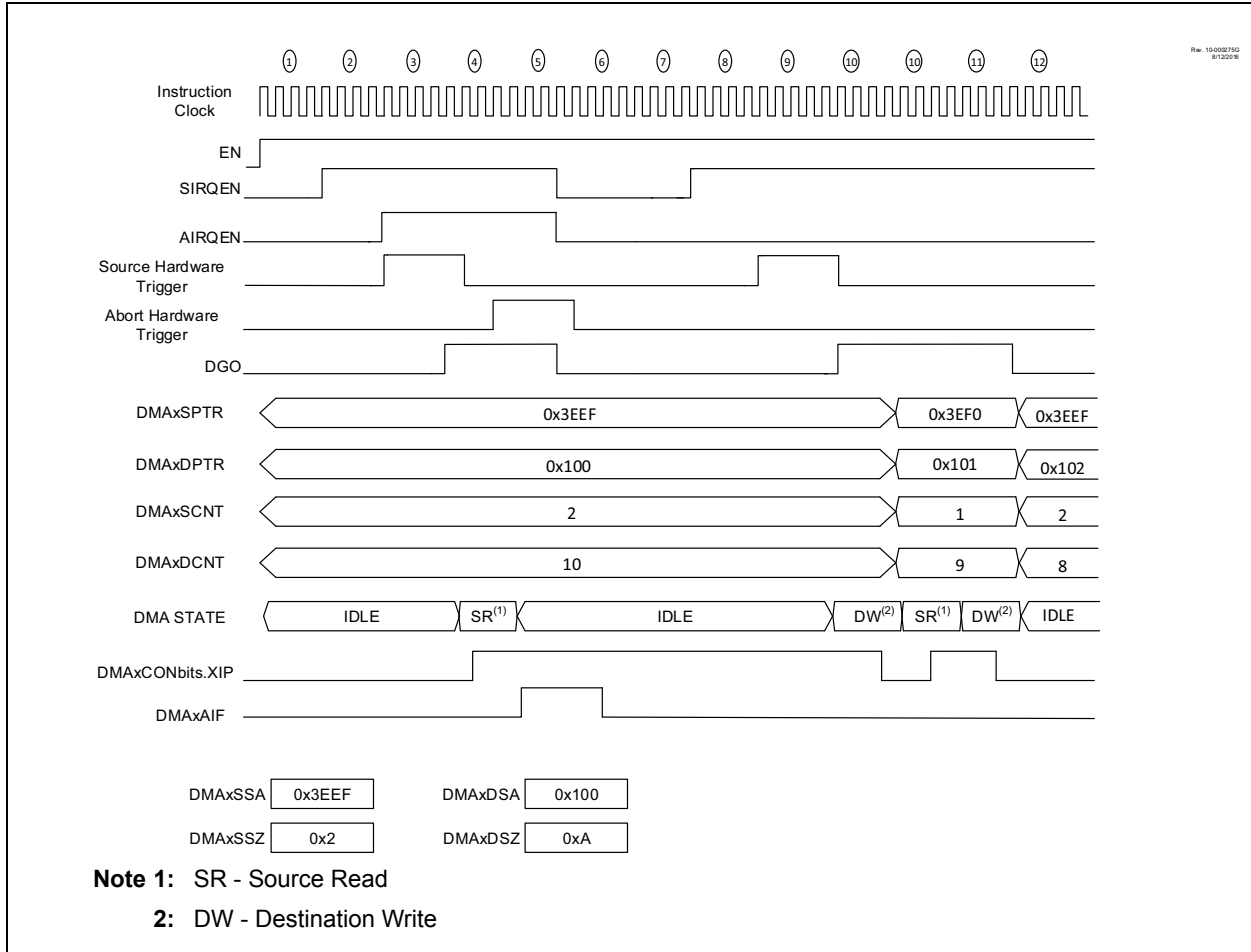 Rev. 10-000275G
8/12/2016
1 2 3 4 5 6 7 8 9 10 10 11 12
Instruction
Clock
EN
SIRQEN
AIRQEN
Source Hardware
Trigger
Abort Hardware
Trigger
DGO
DMAxSPTR 0x3EEF 0x3EF0 0x3EEF
DMAxDPTR 0x100 0x101 0x102
DMAxSCNT 2 1 2
DMAxDCNT 10 9 8
DMA STATE IDLE SR(1) IDLE DW(2) SR(1) DW(2) IDLE
DMAxCONbits.XIP
DMAxAIF
DMAxSSA 0x3EEF DMAxDSA 0x100
DMAxSSZ 0x2 DMAxDSZ 0xA
Note 1: SR - Source Read
2: DW - Destination Write